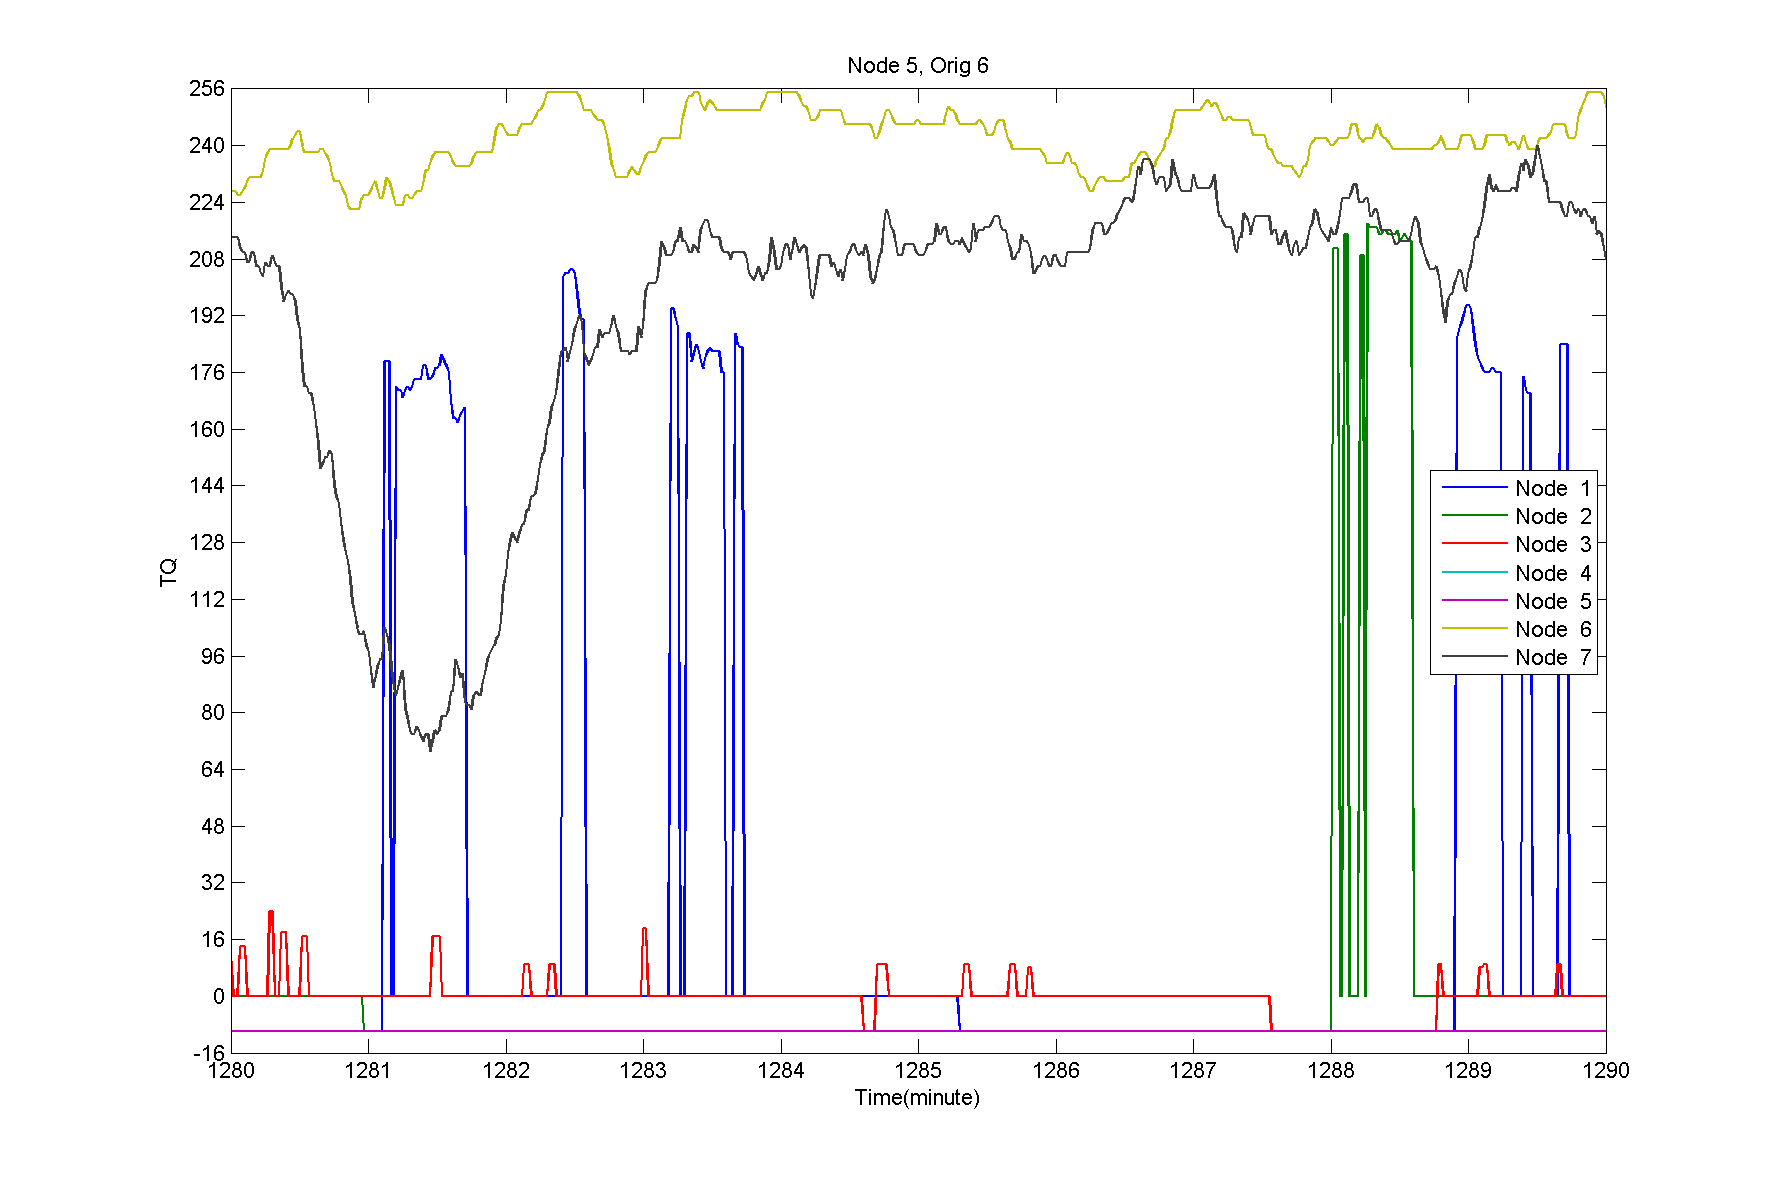 Node 5, Orig 6
256
240
224
208
192
176
160
144
128
112
96
80
64
48
32
16
0
-16
TQ
Node 1
Node 2
Node 3
Node 4
Node 5
Node 6
Node 7
1280 1281 1282 1283 1284 1285 1286 1287 1288 1289 1290
Time(minute)